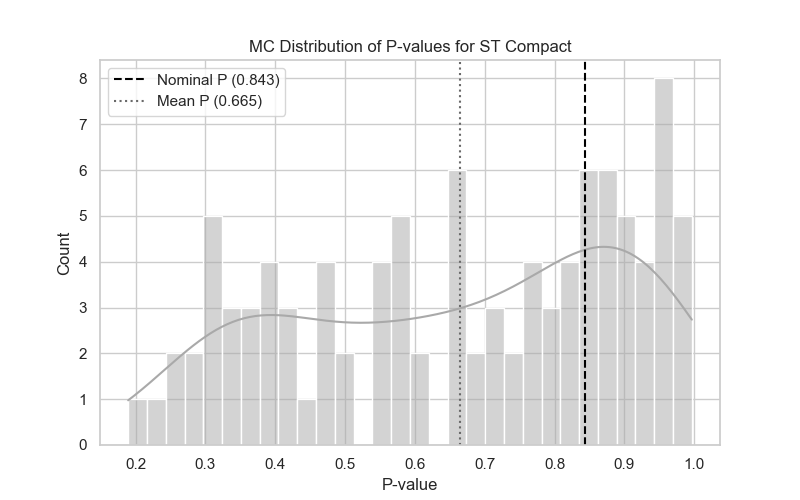 MC Distribution of P-values for ST Compact
Nominal P (0.843)
Mean P (0.665)
8
7
6
5
4
3
2
1
0
Count
0.2 0.3 0.4 0.5 0.6 0.7 0.8 0.9 1.0
P-value